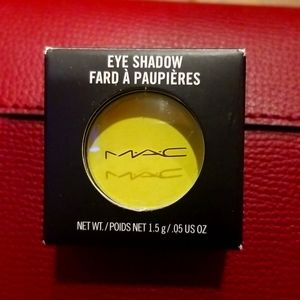 EYE SHADOW
FARD À PAUPIÈRES
MAC
MAC
NET WT./POIDS NET 1.5 g/.05 US OZ